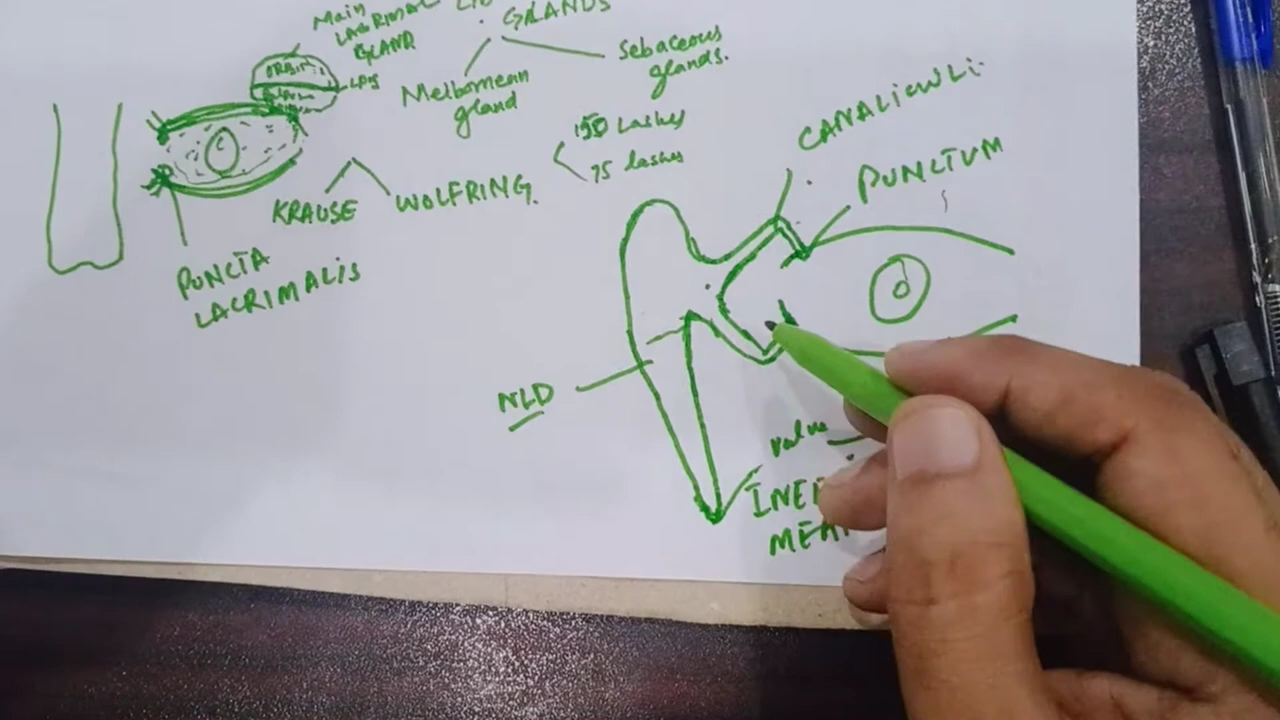 Main
LACRIMAL
GLAND
GLANDS
Meibomean
gland
Sebaceous
glands.
ORBIT
LPS
150 Lashes
75 lashes
KRAUSE
WOLFRING.
PUNCTA
LACRIMALIS
CANALICULI
PUNCTUM
NLD
valve